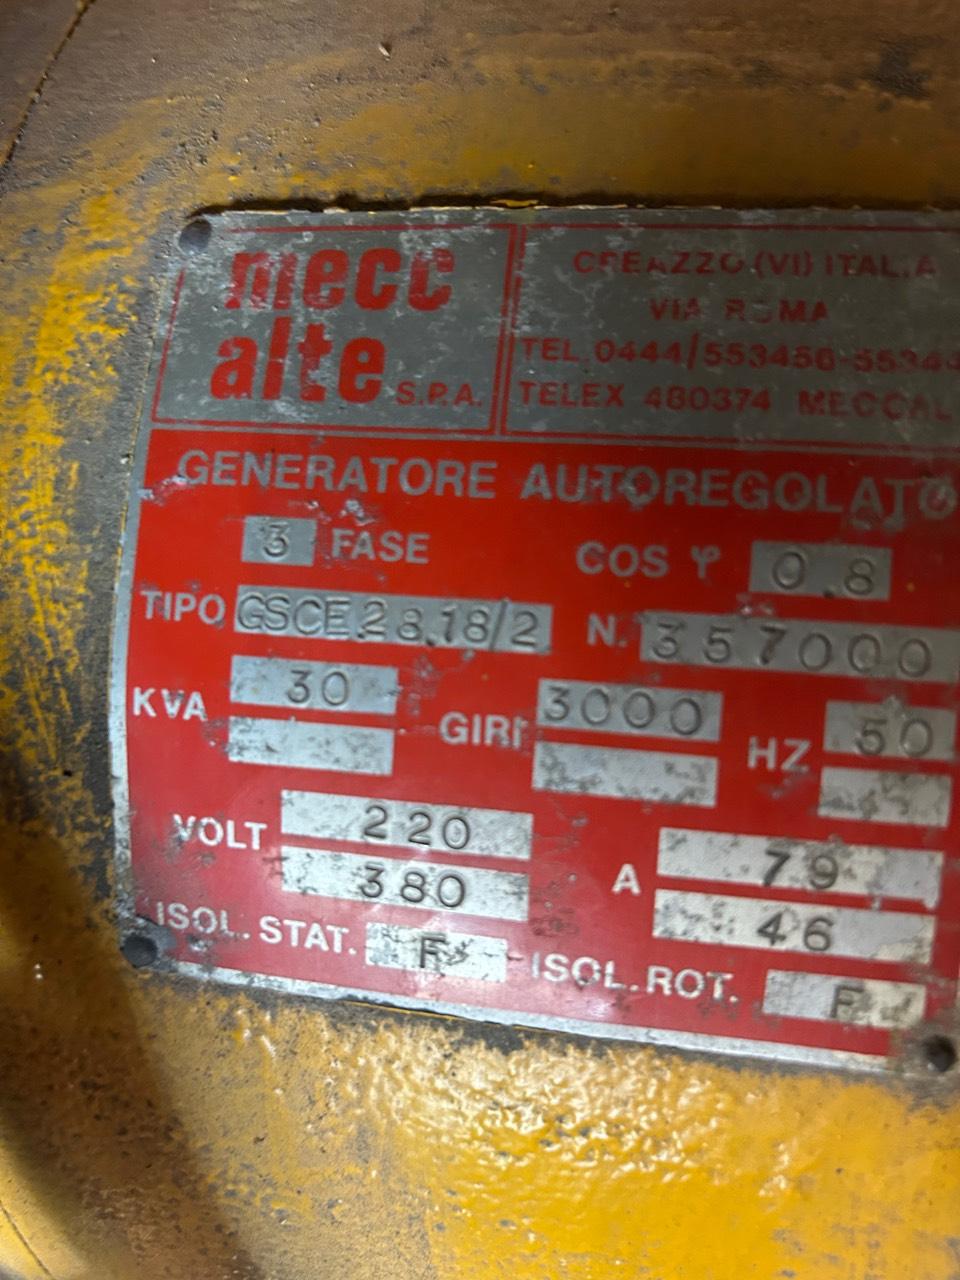 mecc
alte S.P.A.
CREAZZO (VI) ITALIA
VIA ROMA
TEL. 0444/553456-5534
TELEX 480374 MECCAL
GENERATORE AUTOREGOLATO
3 FASE COS φ 0.8
TIPO GSCE.28.18/2 N. 357000
KVA 30 GIRI 3000 HZ 50
VOLT 220 A 79
380 46
ISOL. STAT. F ISOL. ROT. F